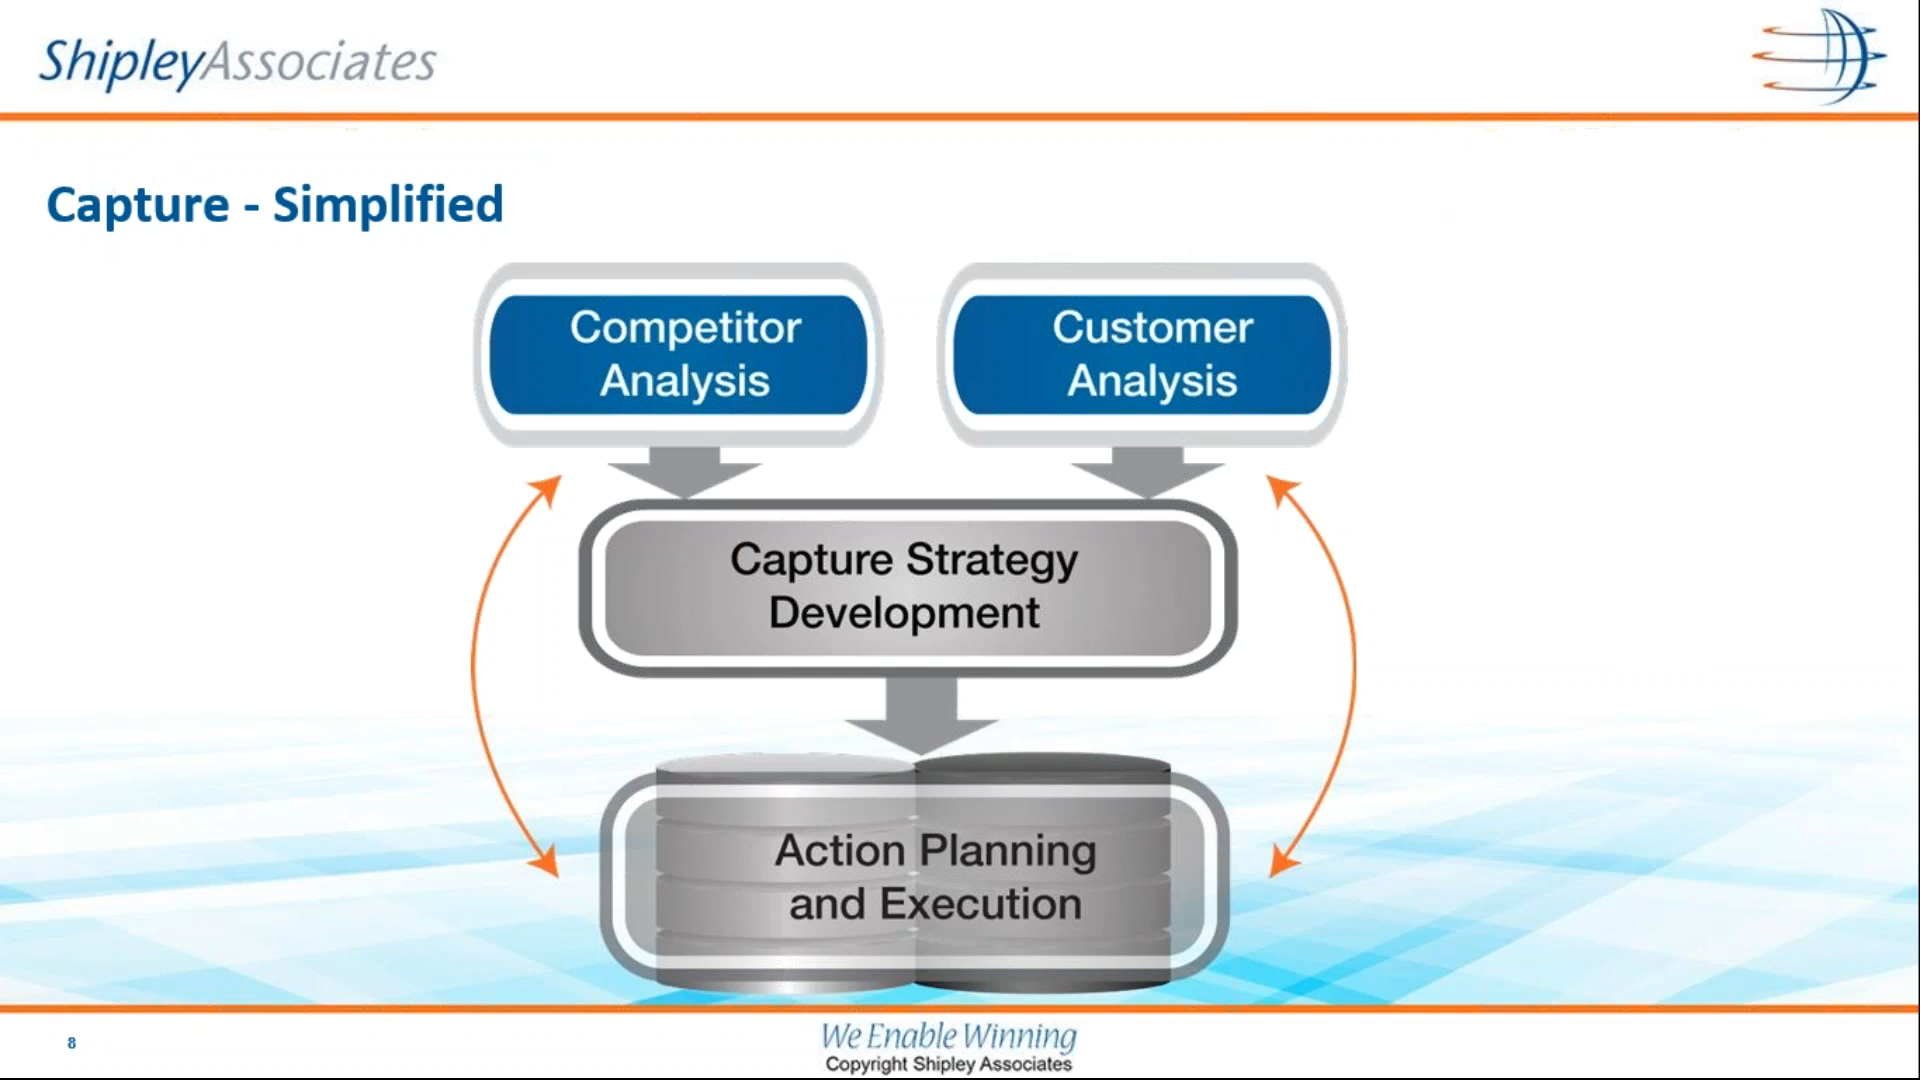 ShipleyAssociates
Capture - Simplified
Competitor
Analysis
Customer
Analysis
Capture Strategy
Development
Action Planning
and Execution
8
We Enable Winning
Copyright Shipley Associates